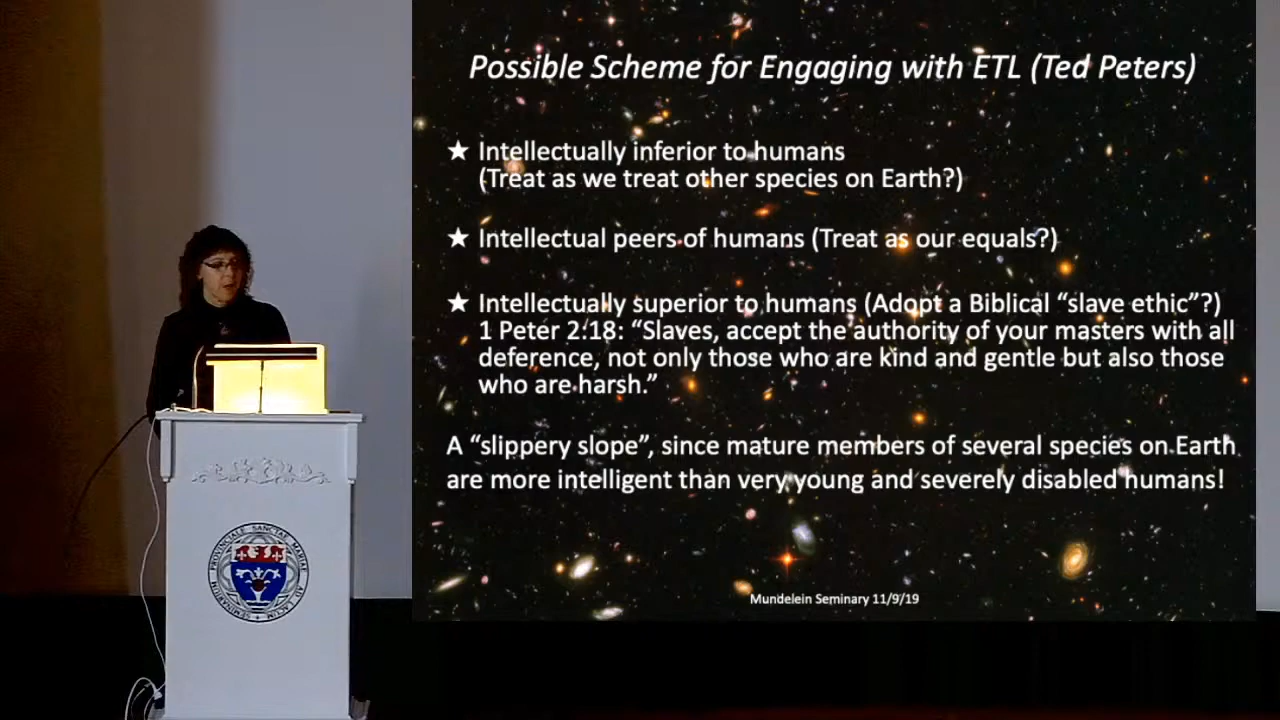 Possible Scheme for Engaging with ETL (Ted Peters)
★ Intellectually inferior to humans
(Treat as we treat other species on Earth?)
★ Intellectual peers of humans (Treat as our equals?)
★ Intellectually superior to humans (Adopt a Biblical “slave ethic”?)
1 Peter 2:18: “Slaves, accept the authority of your masters with all
deference, not only those who are kind and gentle but also those
who are harsh.”
A “slippery slope”, since mature members of several species on Earth
are more intelligent than very young and severely disabled humans!
Mundelein Seminary 11/9/19